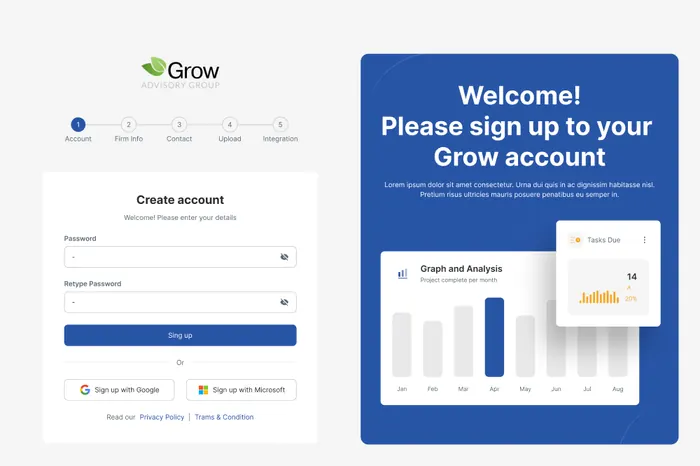 Grow
ADVISORY GROUP
1 2 3 4 5
Account Firm Info Contact Upload Integration
Create account
Welcome! Please enter your details
Password
-
Retype Password
-
Sing up
Or
Sign up with Google Sign up with Microsoft
Read our Privacy Policy | Trams & Condition
Welcome!
Please sign up to your
Grow account
Lorem ipsum dolor sit amet consectetur. Urna dui quis in ac dignissim habitasse nisl.
Pretium risus ultricies mauris posuere penatibus eu semper in.
Tasks Due
14
20%
Graph and Analysis
Project complete per month
Jan Feb Mar Apr May Jun Jul Aug